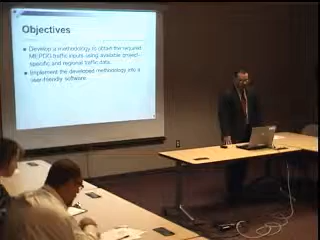 Objectives
Develop a methodology to obtain the required
MEPDG traffic inputs using available project-
specific and regional traffic data.
Implement the developed methodology into a
user-friendly software.